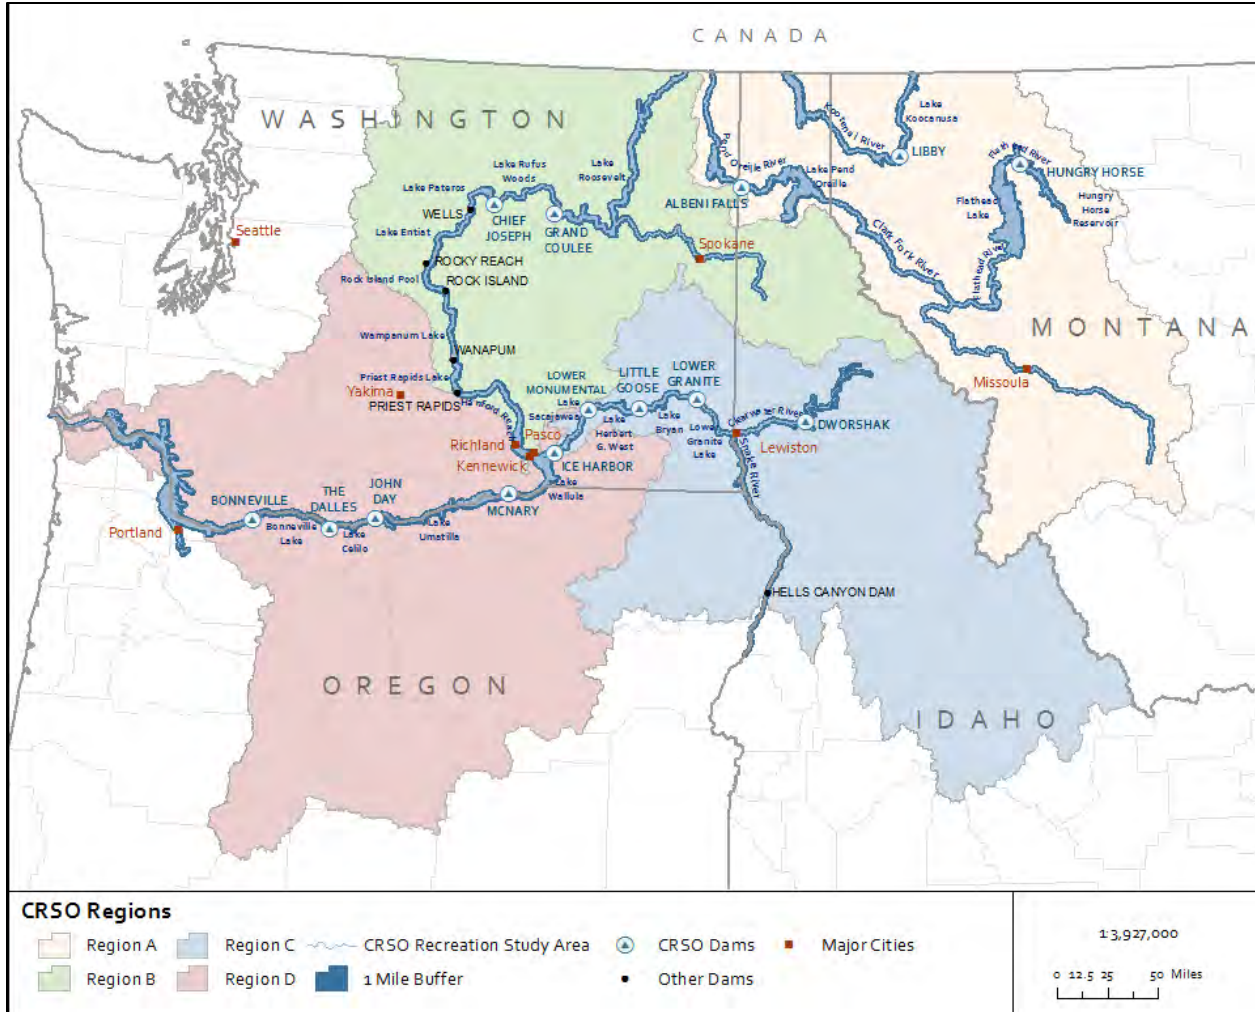 CANADA
WASHINGTON
Lake
Koocanusa
Kootenai River
LIBBY
Flathead River
HUNGRY HORSE
Hungry
Horse
Reservoir
Flathead
Lake
Flathead River
Pend Oreille River
Lake Pend
Oreille
ALBENI FALLS
Clark Fork River
Lake Rufus
Woods
Lake
Roosevelt
Lake Pateros
WELLS
CHIEF
JOSEPH
GRAND
COULEE
Seattle
Lake Entiat
Spokane
ROCKY REACH
Rock Island Pool
ROCK ISLAND
MONTANA
Wampanum Lake
WANAPUM
Priest Rapids Lake
Yakima
PRIEST RAPIDS
Hanford Reach
Missoula
LOWER
MONUMENTAL
LITTLE
GOOSE
LOWER
GRANITE
Lake
Sacajawea
Lake
Herbert
G. West
Lake
Bryan
Lower
Granite
Lake
Clearwater River
DWORSHAK
Lewiston
Snake River
Richland
Pasco
Kennewick
ICE HARBOR
Lake
Wallula
MCNARY
JOHN
DAY
THE
DALLES
BONNEVILLE
Bonneville
Lake
Lake
Celilo
Lake
Umatilla
Portland
HELLS CANYON DAM
OREGON
IDAHO
CRSO Regions
Region A
Region C
CRSO Recreation Study Area
CRSO Dams
Major Cities
Region B
Region D
1 Mile Buffer
Other Dams
1:3,927,000
0 12.5 25 50 Miles